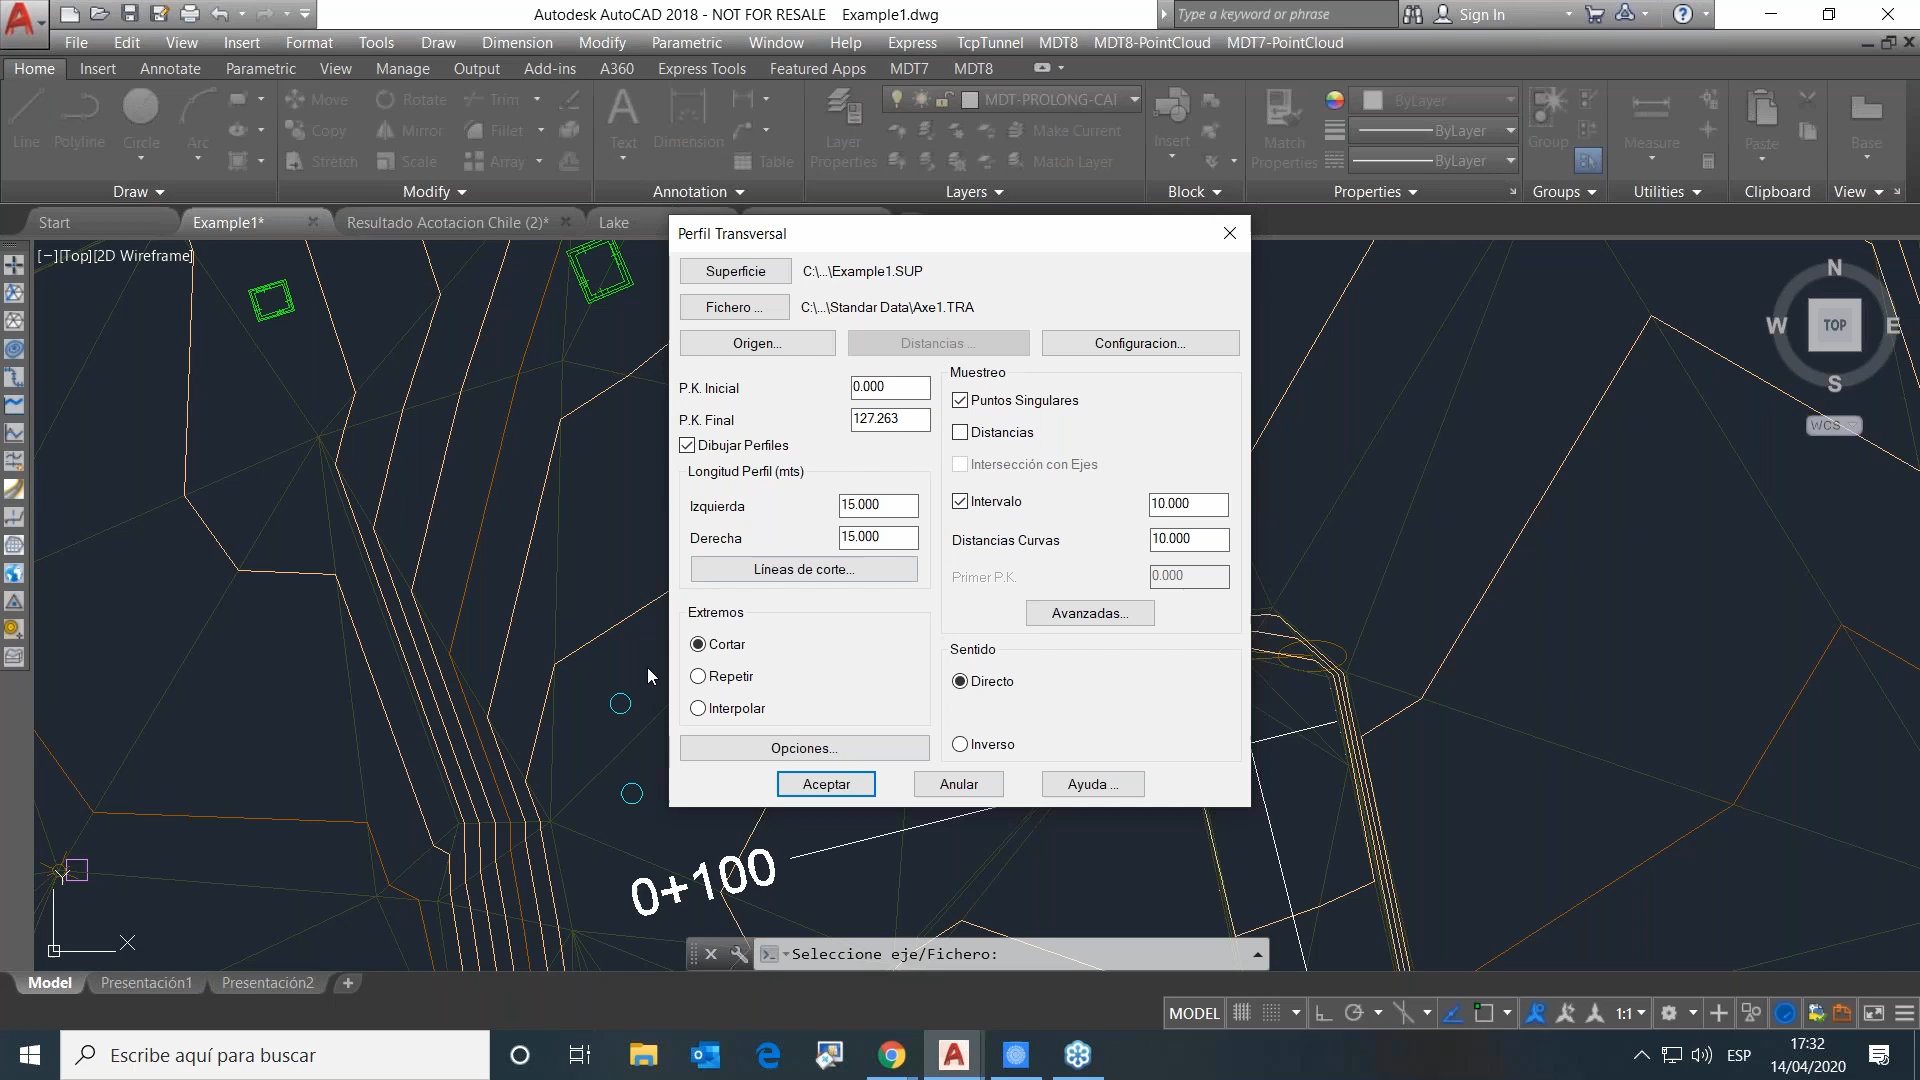 Autodesk AutoCAD 2018 - NOT FOR RESALE    Example1.dwg
Type a keyword or phrase
Sign In
File Edit View Insert Format Tools Draw Dimension Modify Parametric Window Help Express TcpTunnel MDT8 MDT8-PointCloud MDT7-PointCloud
Home Insert Annotate Parametric View Manage Output Add-ins A360 Express Tools Featured Apps MDT7 MDT8
Line Polyline Circle Arc
Move Rotate Trim
Copy Mirror Fillet
Stretch Scale Array
Text Dimension Table
Layer Properties
MDT-PROLONG-CAI
Make Current
Match Layer
Insert
Match Properties
ByLayer
ByLayer
ByLayer
Group
Measure
Paste
Base
Draw Modify Annotation Layers Block Properties Groups Utilities Clipboard View
Start Example1* Resultado Acotacion Chile (2)* Lake
[−][Top][2D Wireframe]
N
W TOP E
S
WCS
Perfil Transversal
Superficie C:\...\Example1.SUP
Fichero ... C:\...\Standar Data\Axe1.TRA
Origen... Distancias ... Configuracion...
P.K. Inicial 0.000
P.K. Final 127.263
Dibujar Perfiles
Longitud Perfil (mts)
Izquierda 15.000
Derecha 15.000
Líneas de corte...
Extremos
Cortar
Repetir
Interpolar
Opciones...
Muestreo
Puntos Singulares
Distancias
Intersección con Ejes
Intervalo 10.000
Distancias Curvas 10.000
Primer P.K. 0.000
Avanzadas...
Sentido
Directo
Inverso
Aceptar Anular Ayuda ...
0+100
Y
X
Seleccione eje/Fichero:
Model Presentación1 Presentación2 +
MODEL 1:1
Escribe aquí para buscar
ESP
17:32
14/04/2020